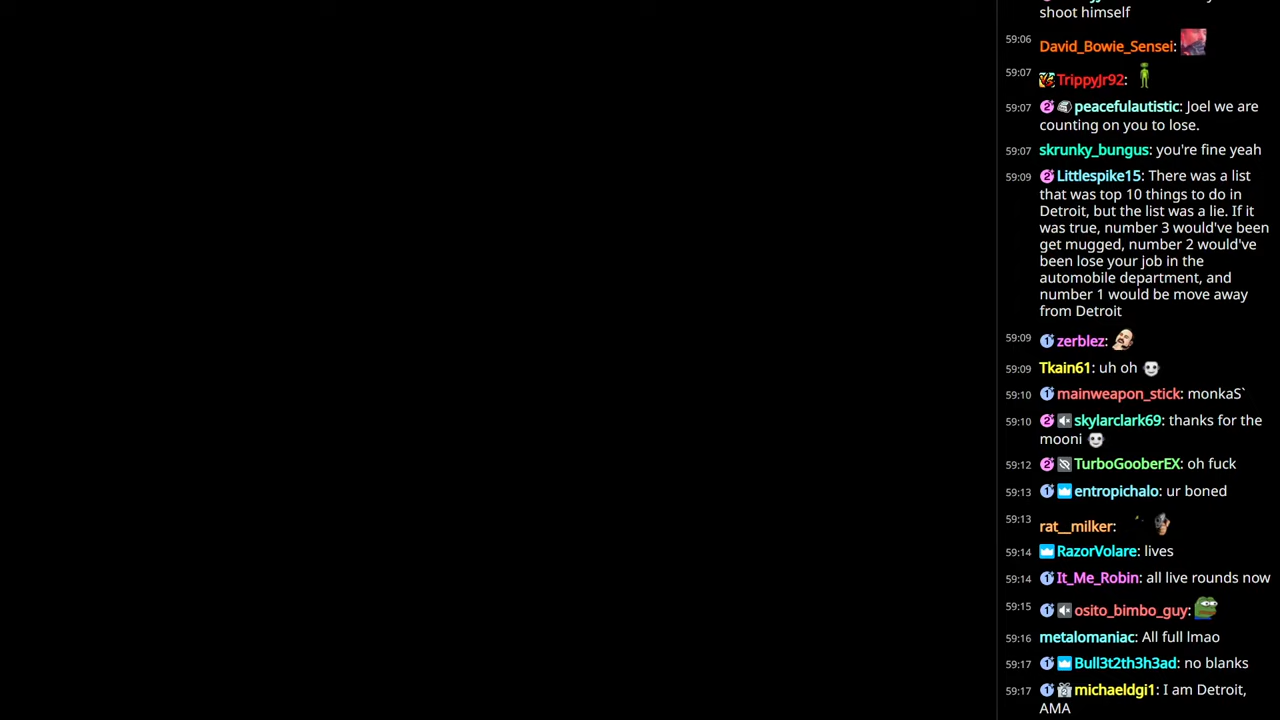 shoot himself
59:06 David_Bowie_Sensei:
59:07 TrippyJr92:
59:07 peacefulautistic: Joel we are
counting on you to lose.
59:07 skrunky_bungus: you're fine yeah
59:09 Littlespike15: There was a list
that was top 10 things to do in
Detroit, but the list was a lie. If it
was true, number 3 would've been
get mugged, number 2 would've
been lose your job in the
automobile department, and
number 1 would be move away
from Detroit
59:09 zerblez:
59:09 Tkain61: uh oh
59:10 mainweapon_stick: monkaS`
59:10 skylarclark69: thanks for the
mooni
59:12 TurboGooberEX: oh fuck
59:13 entropichalo: ur boned
59:13 rat__milker:
59:14 RazorVolare: lives
59:14 It_Me_Robin: all live rounds now
59:15 osito_bimbo_guy:
59:16 metalomaniac: All full lmao
59:17 Bull3t2th3h3ad: no blanks
59:17 michaeldgi1: I am Detroit,
AMA